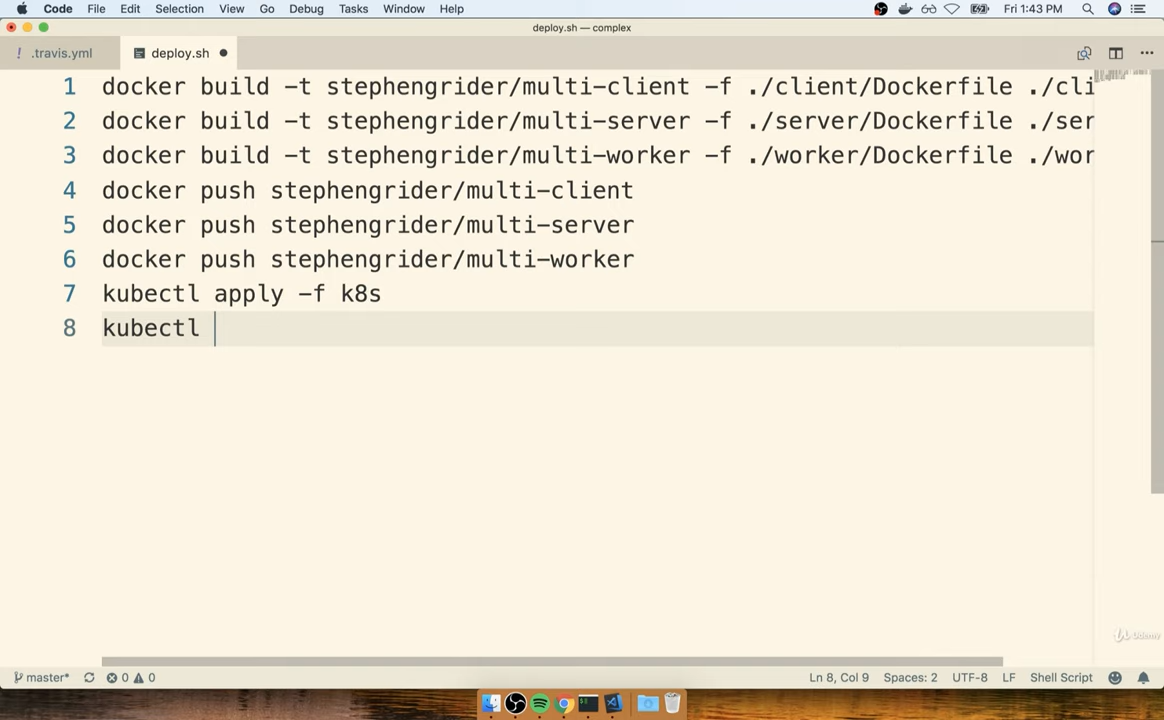 Code File Edit Selection View Go Debug Tasks Window Help Fri 1:43 PM
deploy.sh — complex
! .travis.yml deploy.sh
1 docker build -t stephengrider/multi-client -f ./client/Dockerfile ./cli
2 docker build -t stephengrider/multi-server -f ./server/Dockerfile ./ser
3 docker build -t stephengrider/multi-worker -f ./worker/Dockerfile ./wor
4 docker push stephengrider/multi-client
5 docker push stephengrider/multi-server
6 docker push stephengrider/multi-worker
7 kubectl apply -f k8s
8 kubectl
Udemy
master* 0 0 Ln 8, Col 9 Spaces: 2 UTF-8 LF Shell Script